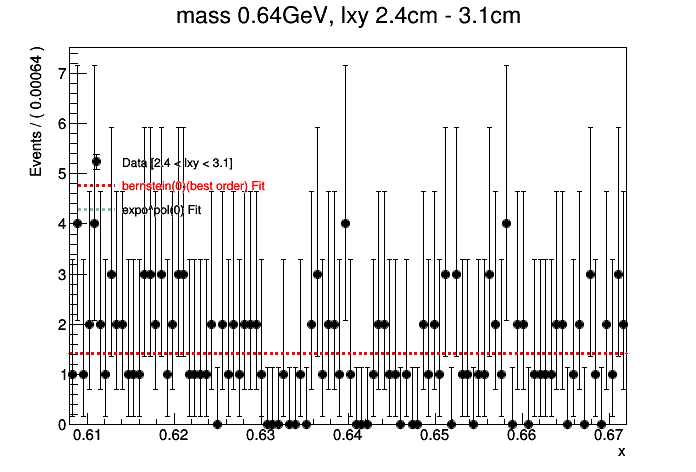 mass 0.64GeV, lxy 2.4cm - 3.1cm
Events / ( 0.00064 )
7
6
5
4
3
2
1
0
Data [2.4 < lxy < 3.1]
bernstein(0)(best order) Fit
expo^pol(0) Fit
0.61 0.62 0.63 0.64 0.65 0.66 0.67
x